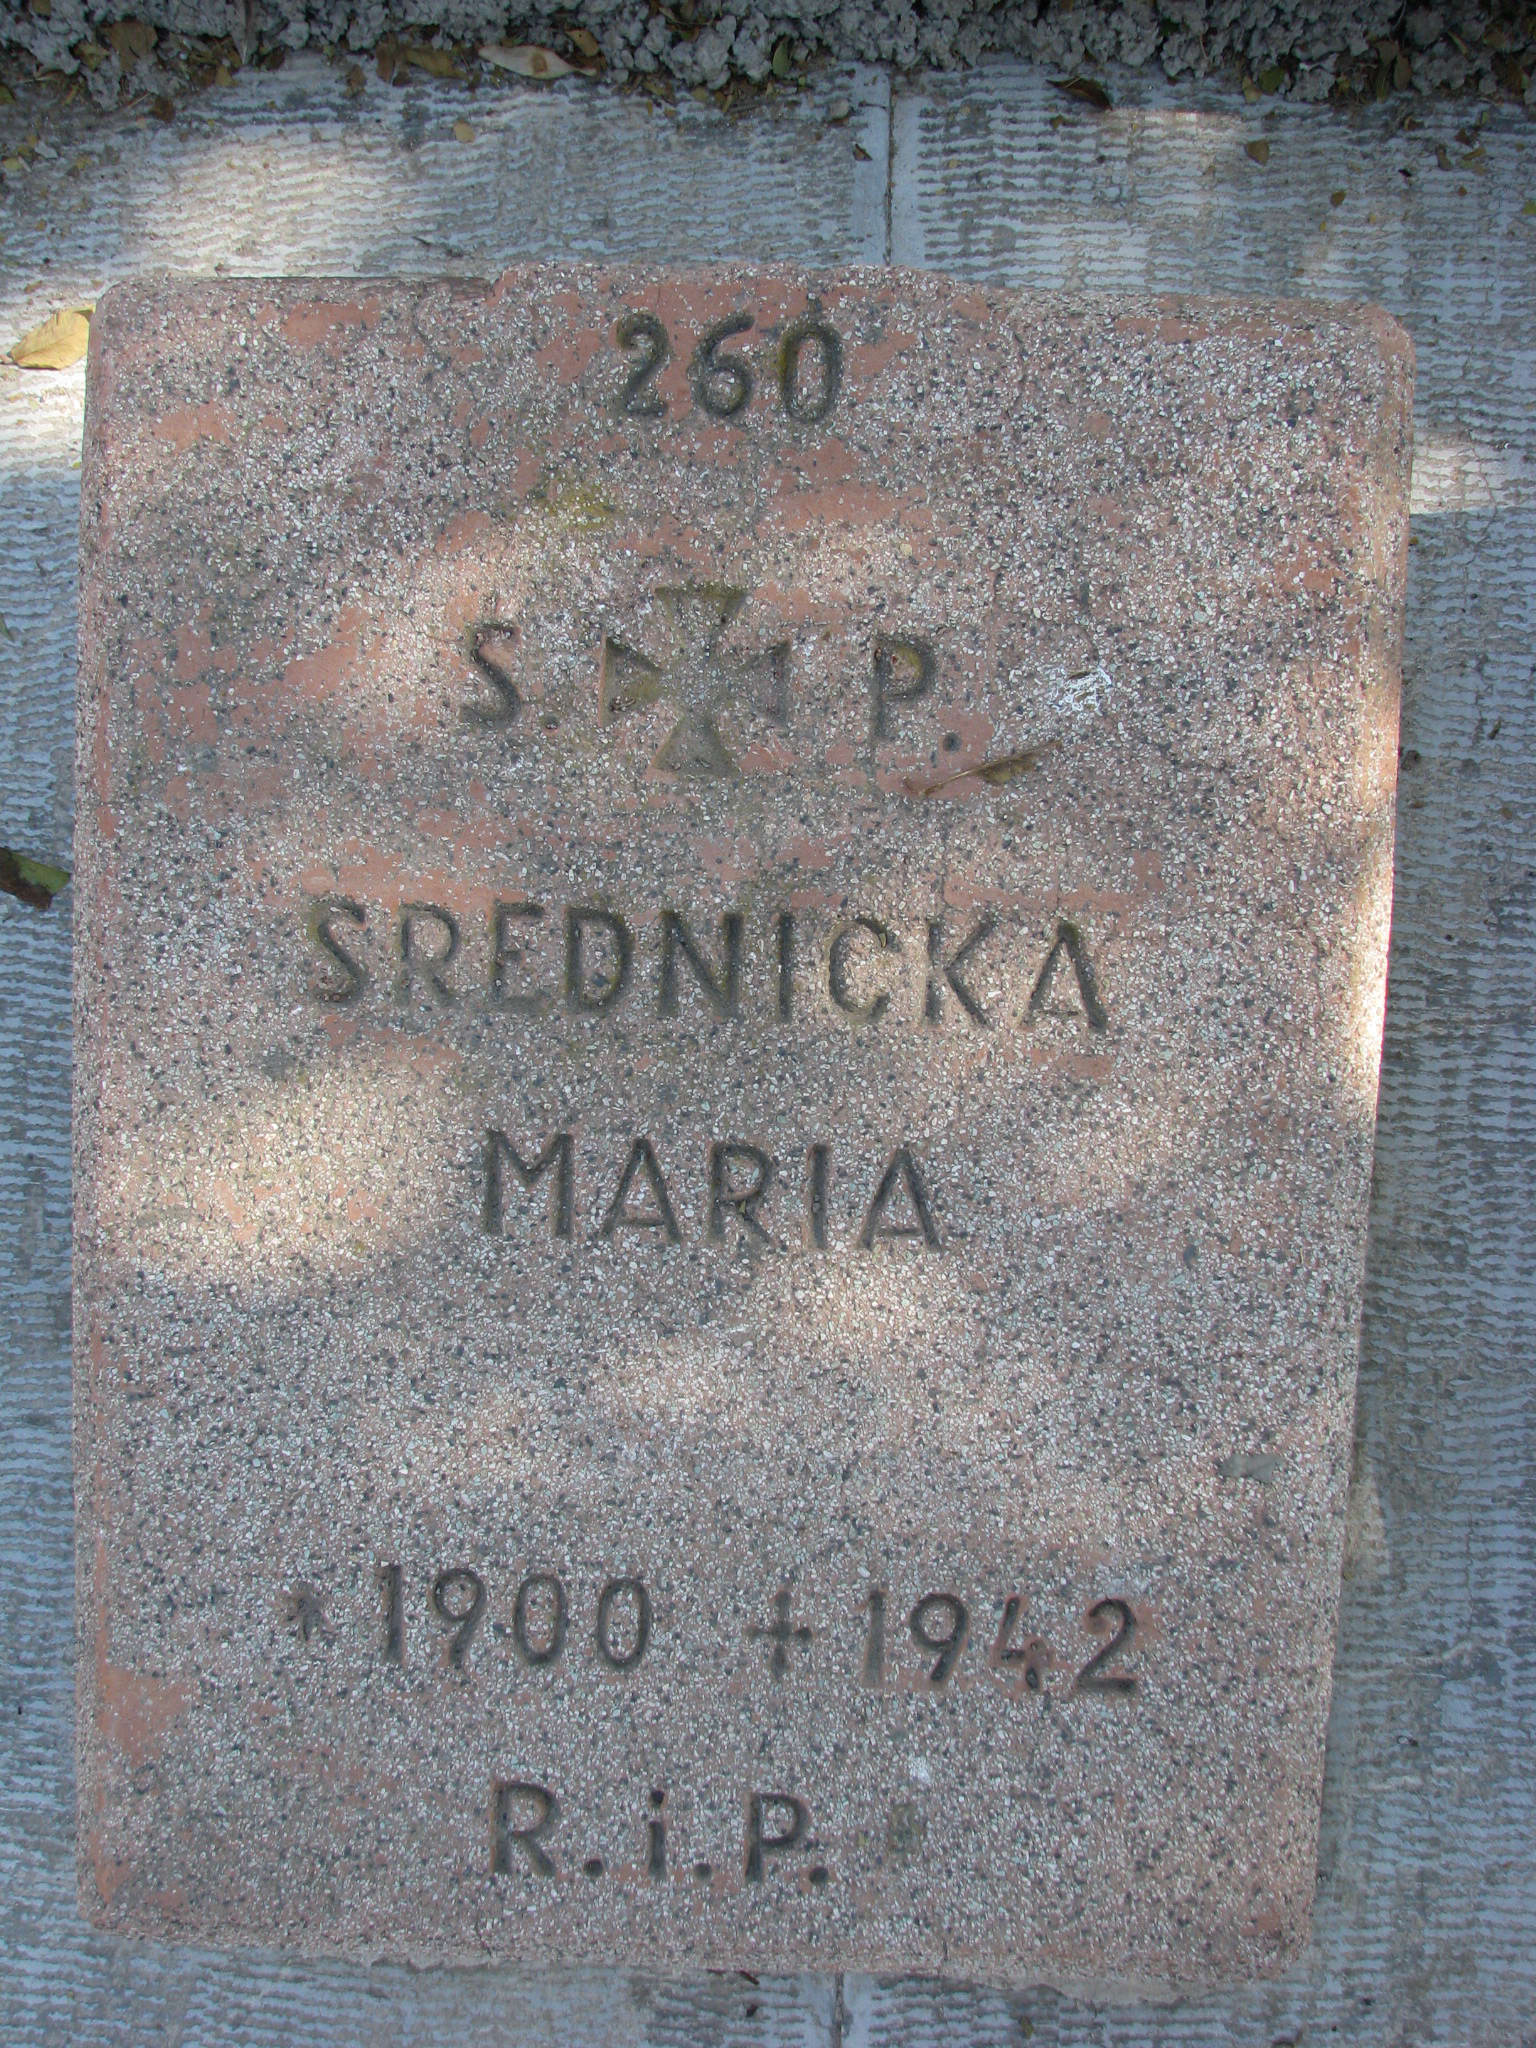 260
S. P.
SREDNICKA
MARIA
* 1900 + 1942
R.i.P.